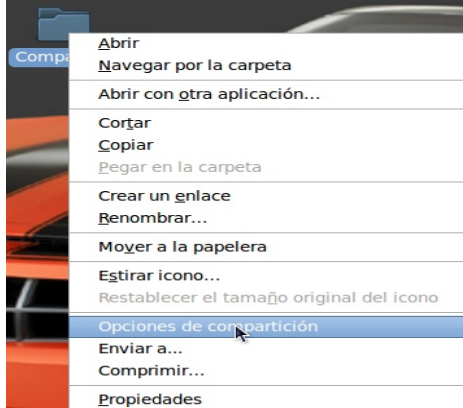 Compa
Abrir
Navegar por la carpeta
Abrir con otra aplicación...
Cortar
Copiar
Pegar en la carpeta
Crear un enlace
Renombrar...
Mover a la papelera
Estirar icono...
Restablecer el tamaño original del icono
Opciones de compartición
Enviar a...
Comprimir...
Propiedades